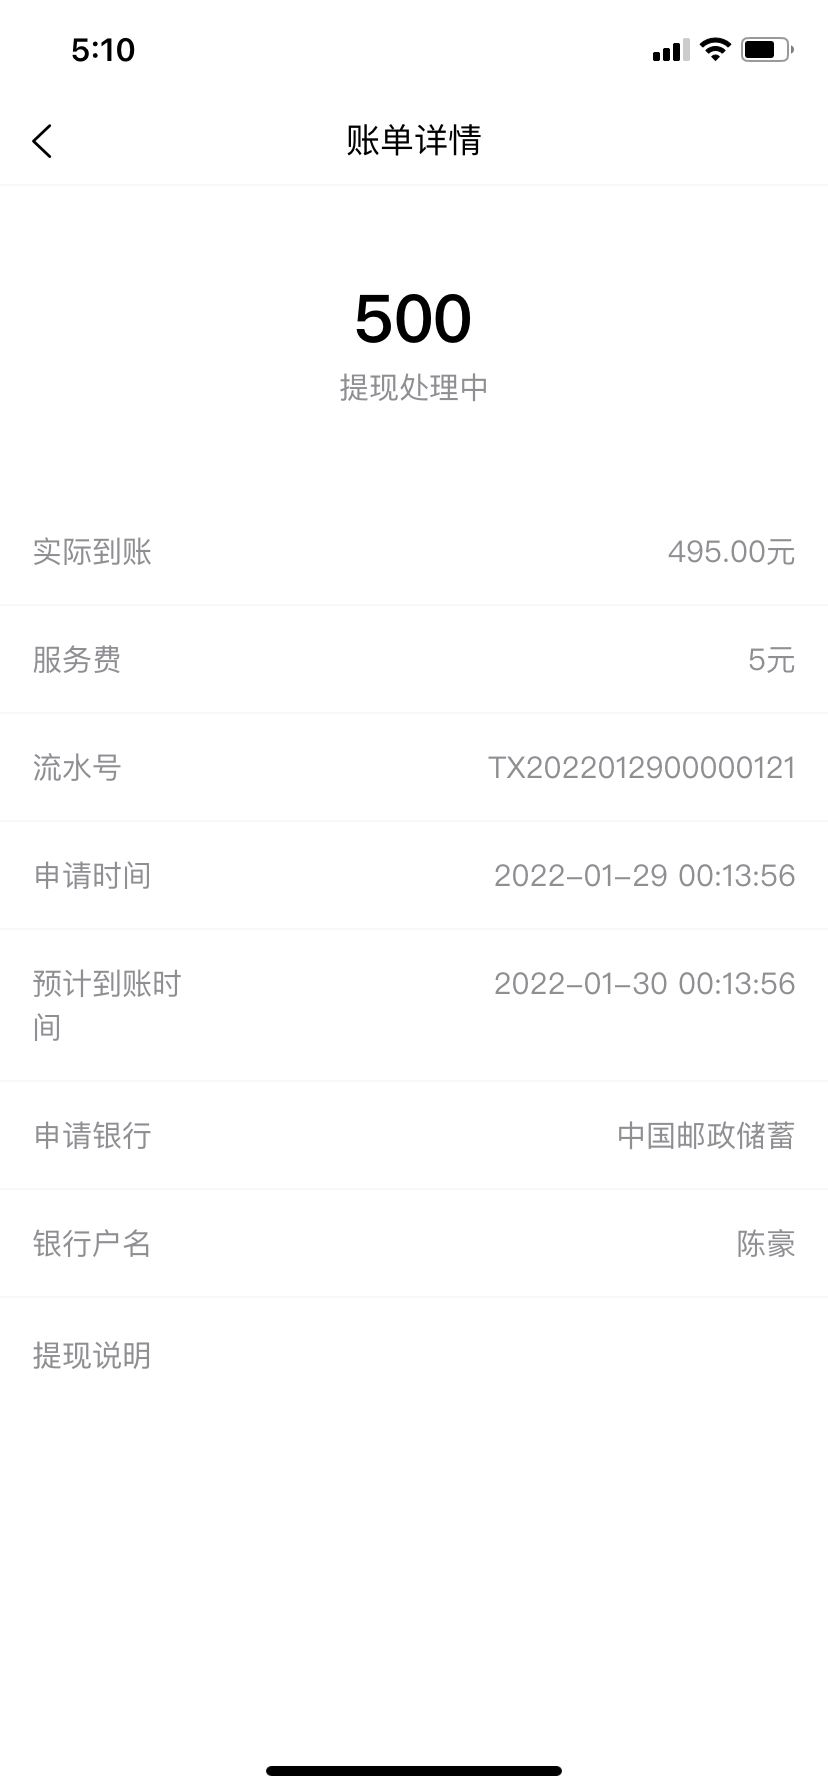 5:10
账单详情
500
提现处理中
实际到账 495.00元
服务费 5元
流水号 TX2022012900000121
申请时间 2022-01-29 00:13:56
预计到账时 2022-01-30 00:13:56
间
申请银行 中国邮政储蓄
银行户名 陈豪
提现说明